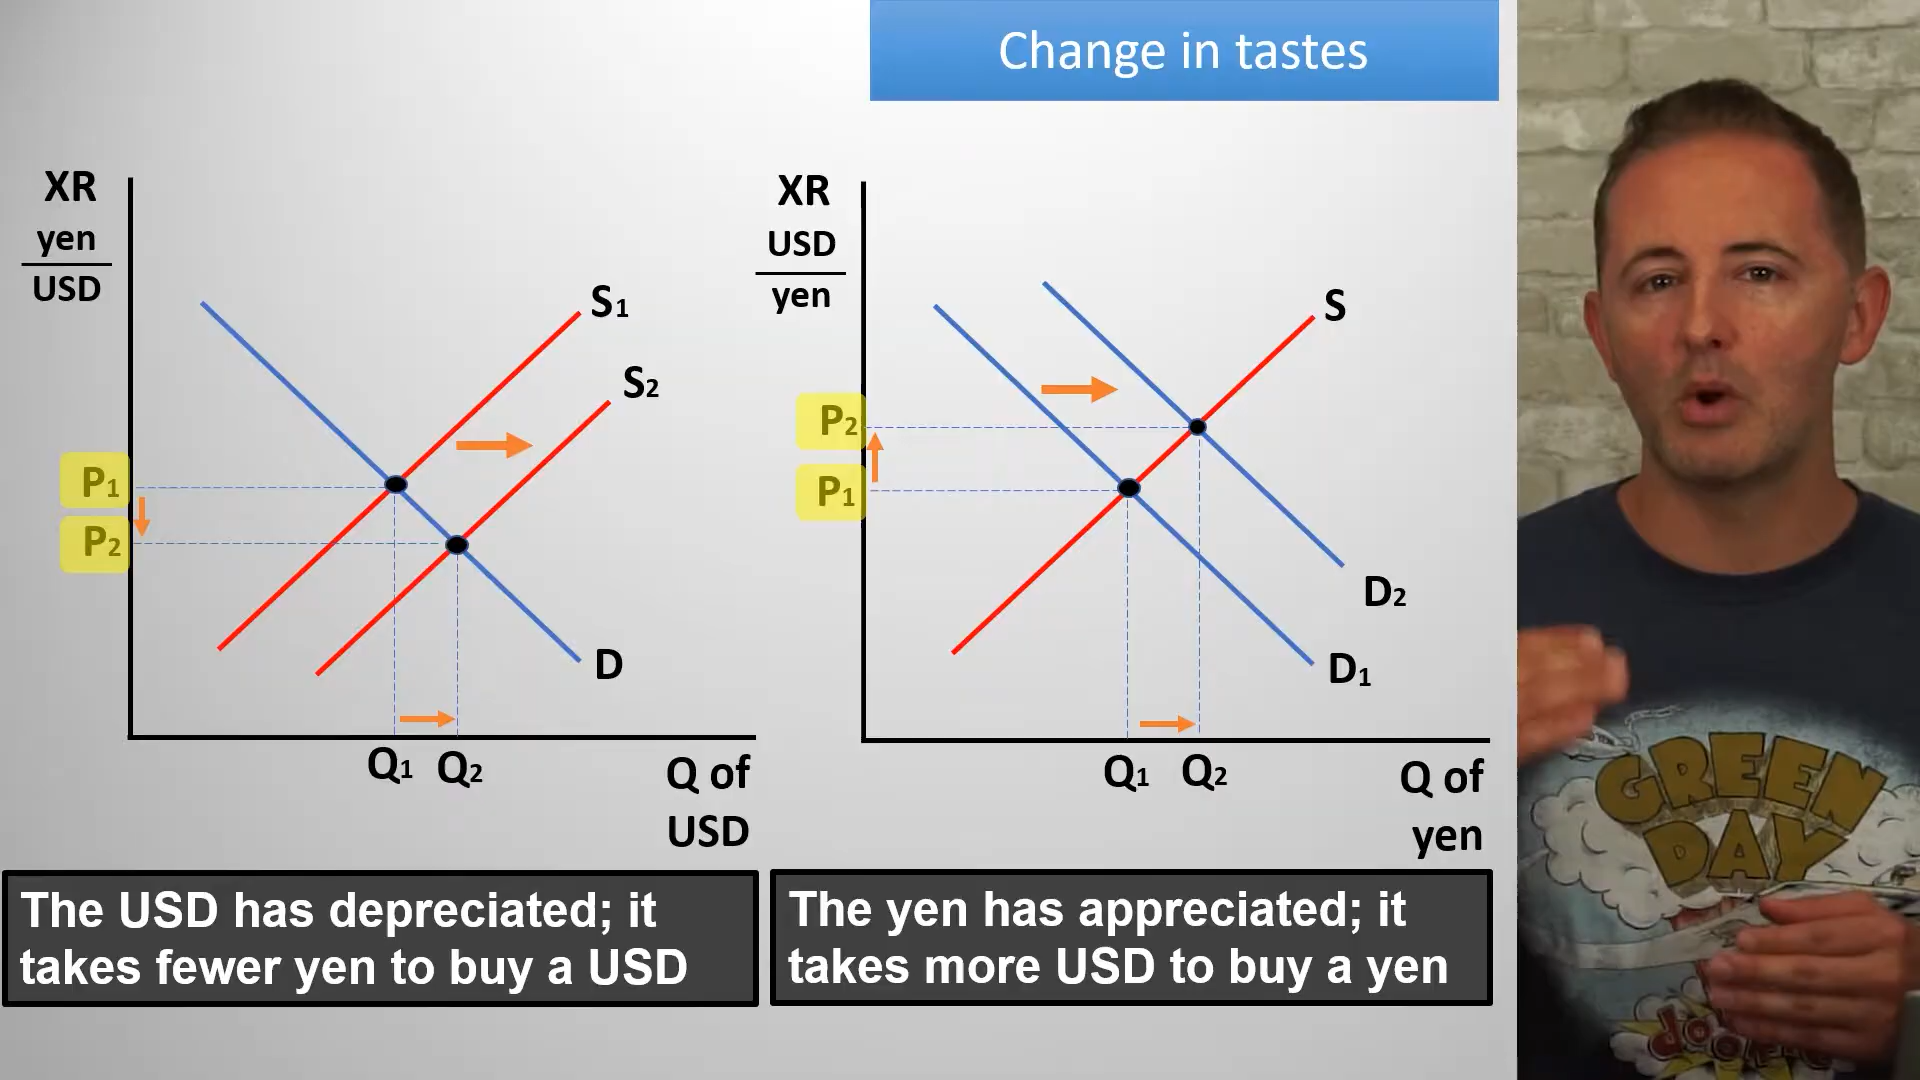 Change in tastes
XR
yen
USD
S1
S2
P1
P2
D
Q1 Q2
Q of
USD
XR
USD
yen
S
P2
P1
D2
D1
Q1 Q2
Q of
yen
The USD has depreciated; it
takes fewer yen to buy a USD
The yen has appreciated; it
takes more USD to buy a yen
GREEN
DAY